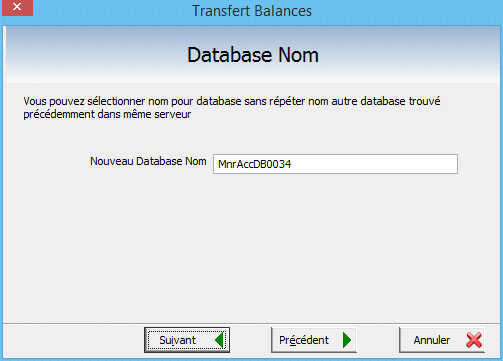 Transfert Balances
Database Nom
Vous pouvez sélectionner nom pour database sans répéter nom autre database trouvé
précédemment dans même serveur
Nouveau Database Nom MnrAccDB0034
Suivant Précédent Annuler